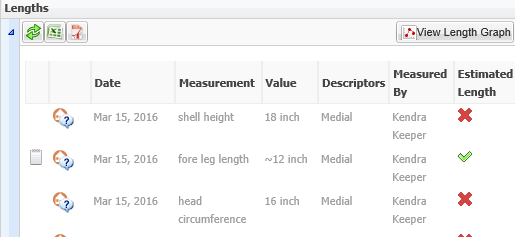 Lengths
View Length Graph
Date Measurement Value Descriptors Measured By Estimated Length
Mar 15, 2016 shell height 18 inch Medial Kendra Keeper
Mar 15, 2016 fore leg length ~12 inch Medial Kendra Keeper
Mar 15, 2016 head circumference 16 inch Medial Kendra Keeper